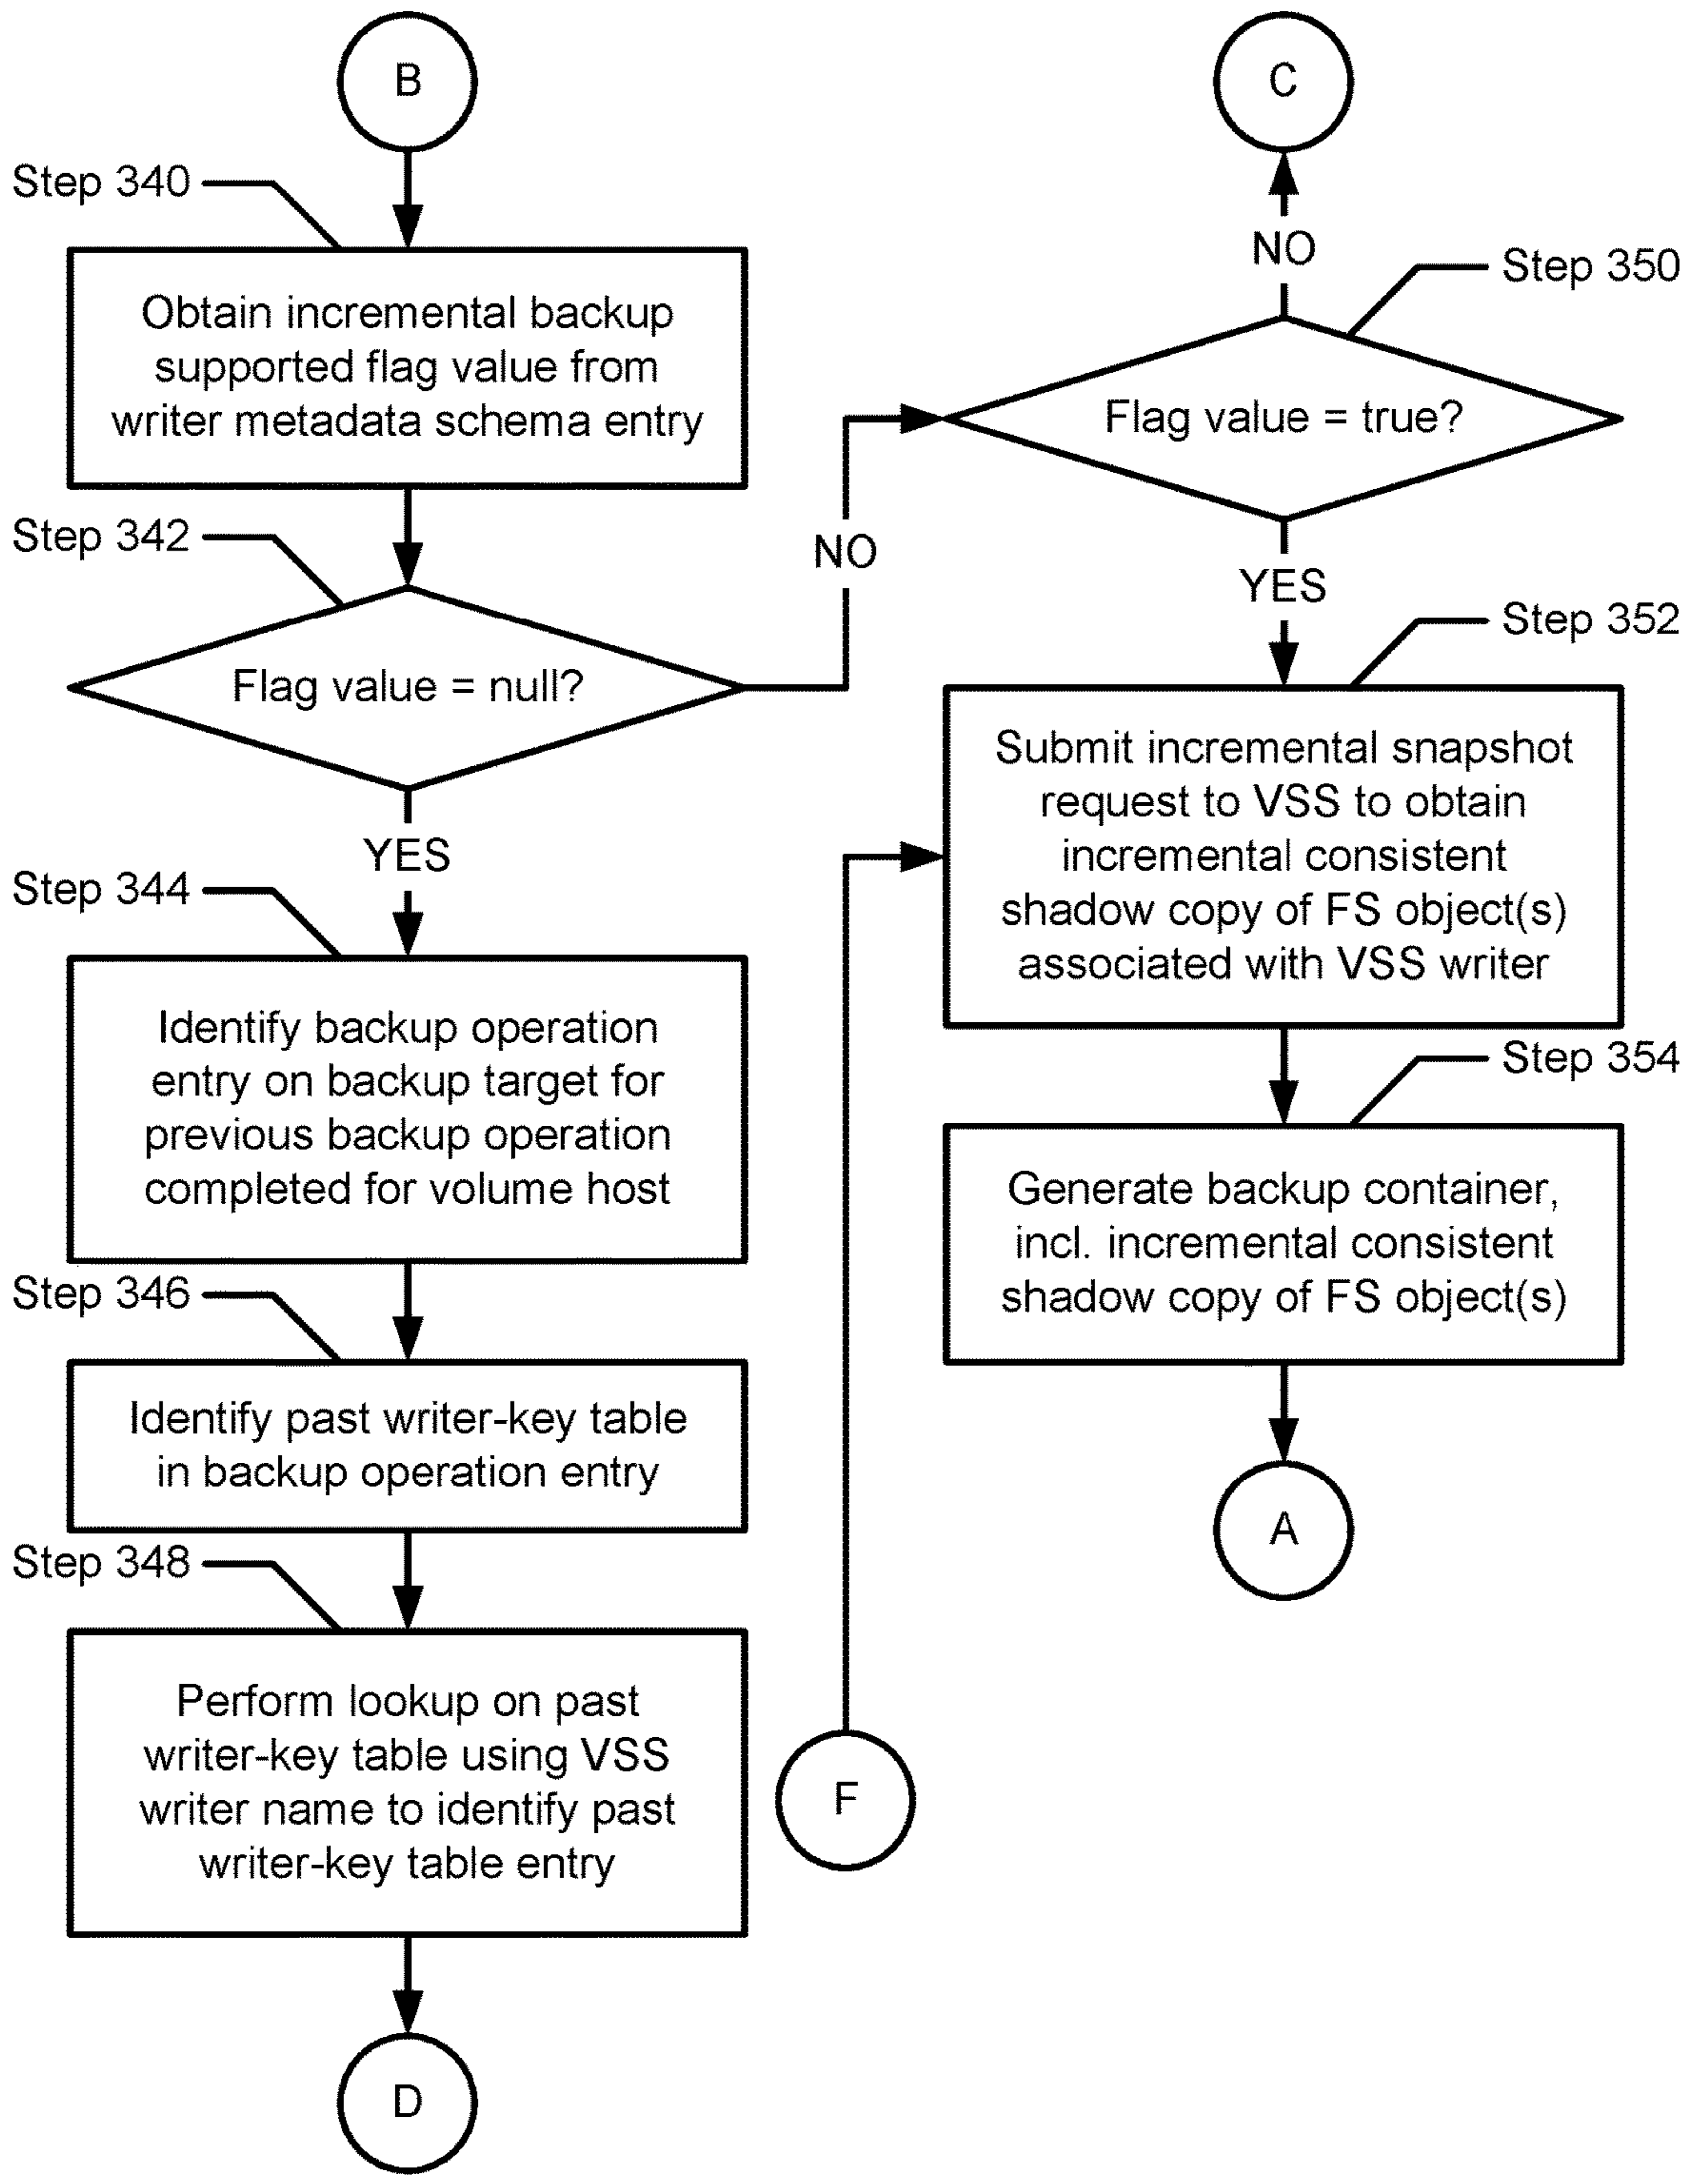 B
Step 340
Obtain incremental backup
supported flag value from
writer metadata schema entry
Step 342
Flag value = null?
NO
YES
Step 344
Identify backup operation
entry on backup target for
previous backup operation
completed for volume host
Step 346
Identify past writer-key table
in backup operation entry
Step 348
Perform lookup on past
writer-key table using VSS
writer name to identify past
writer-key table entry
D
C
NO
Step 350
Flag value = true?
YES
Step 352
Submit incremental snapshot
request to VSS to obtain
incremental consistent
shadow copy of FS object(s)
associated with VSS writer
Step 354
Generate backup container,
incl. incremental consistent
shadow copy of FS object(s)
A
F